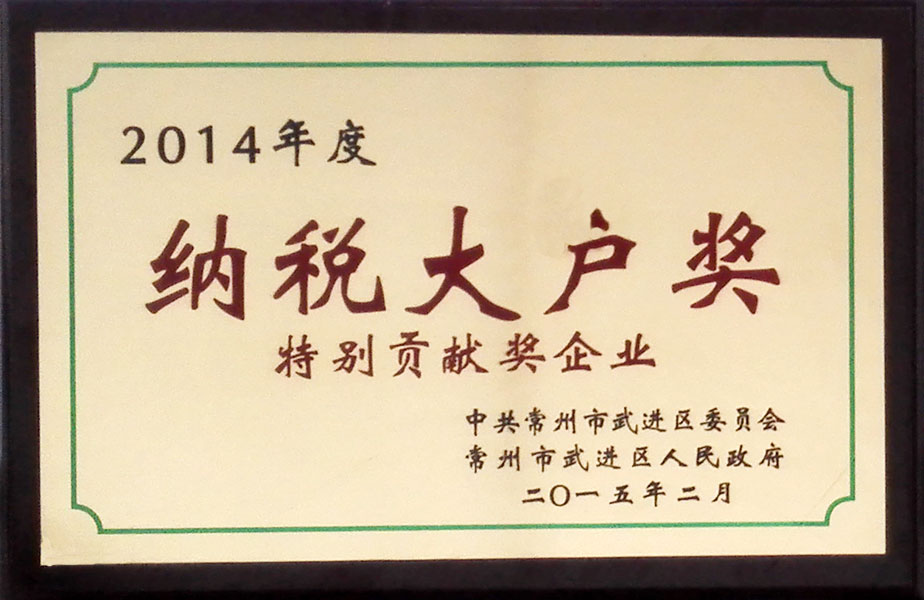 2014年度
纳税大户奖
特别贡献奖企业
中共常州市武进区委员会
常州市武进区人民政府
二〇一五年二月